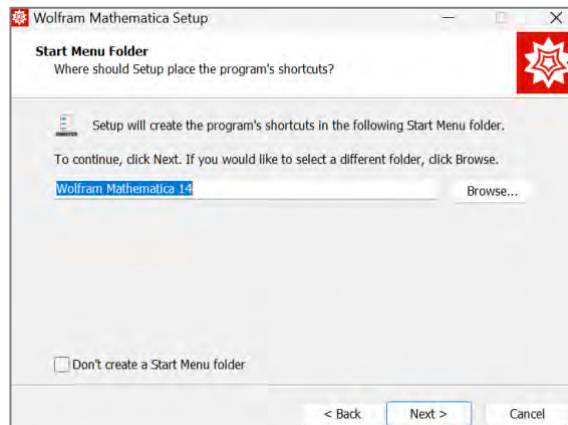 Wolfram Mathematica Setup
Start Menu Folder
Where should Setup place the program's shortcuts?
Setup will create the program's shortcuts in the following Start Menu folder.
To continue, click Next. If you would like to select a different folder, click Browse.
Wolfram Mathematica 14
Browse...
Don't create a Start Menu folder
< Back
Next >
Cancel